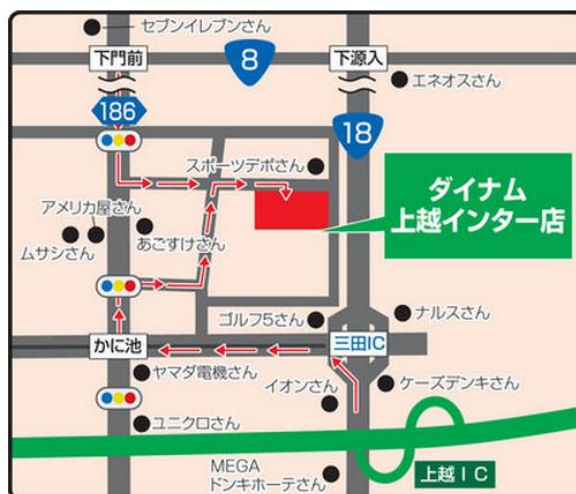 セブンイレブンさん
下門前
8
下源入
エネオスさん
186
18
スポーツデポさん
ダイナム
上越インター店
アメリカ屋さん
ムサシさん
あごすけさん
ゴルフ5さん
ナルスさん
かに池
三田IC
ヤマダ電機さん
イオンさん
ケーズデンキさん
ユニクロさん
上越IC
MEGA
ドンキホーテさん